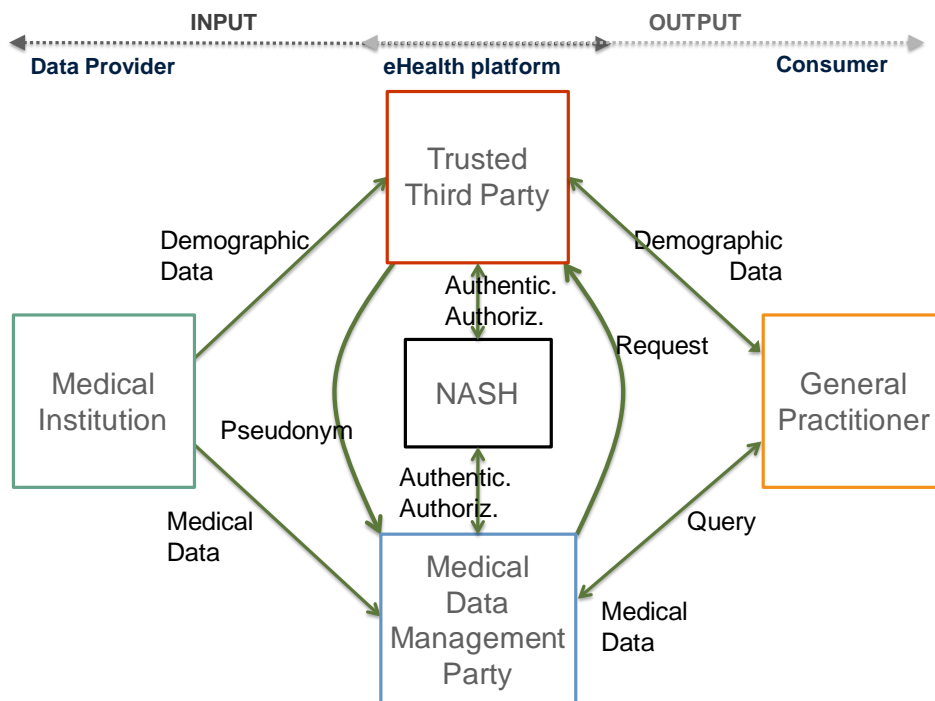 INPUT
OUTPUT
Data Provider
eHealth platform
Consumer
Trusted
Third Party
Demographic
Data
Demographic
Data
Authentic.
Authoriz.
Request
Medical
Institution
NASH
General
Practitioner
Pseudonym
Authentic.
Authoriz.
Medical
Data
Query
Medical
Data
Management
Party
Medical
Data